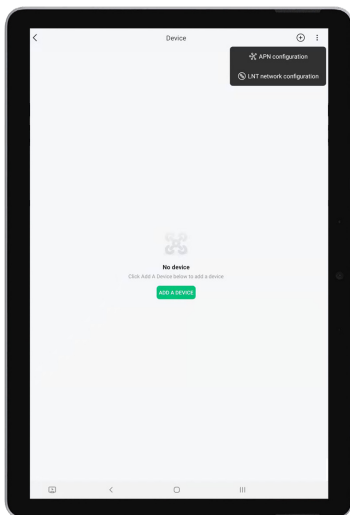 Device
APN configuration
LNT network configuration
No device
Click Add A Device below to add a device
ADD A DEVICE